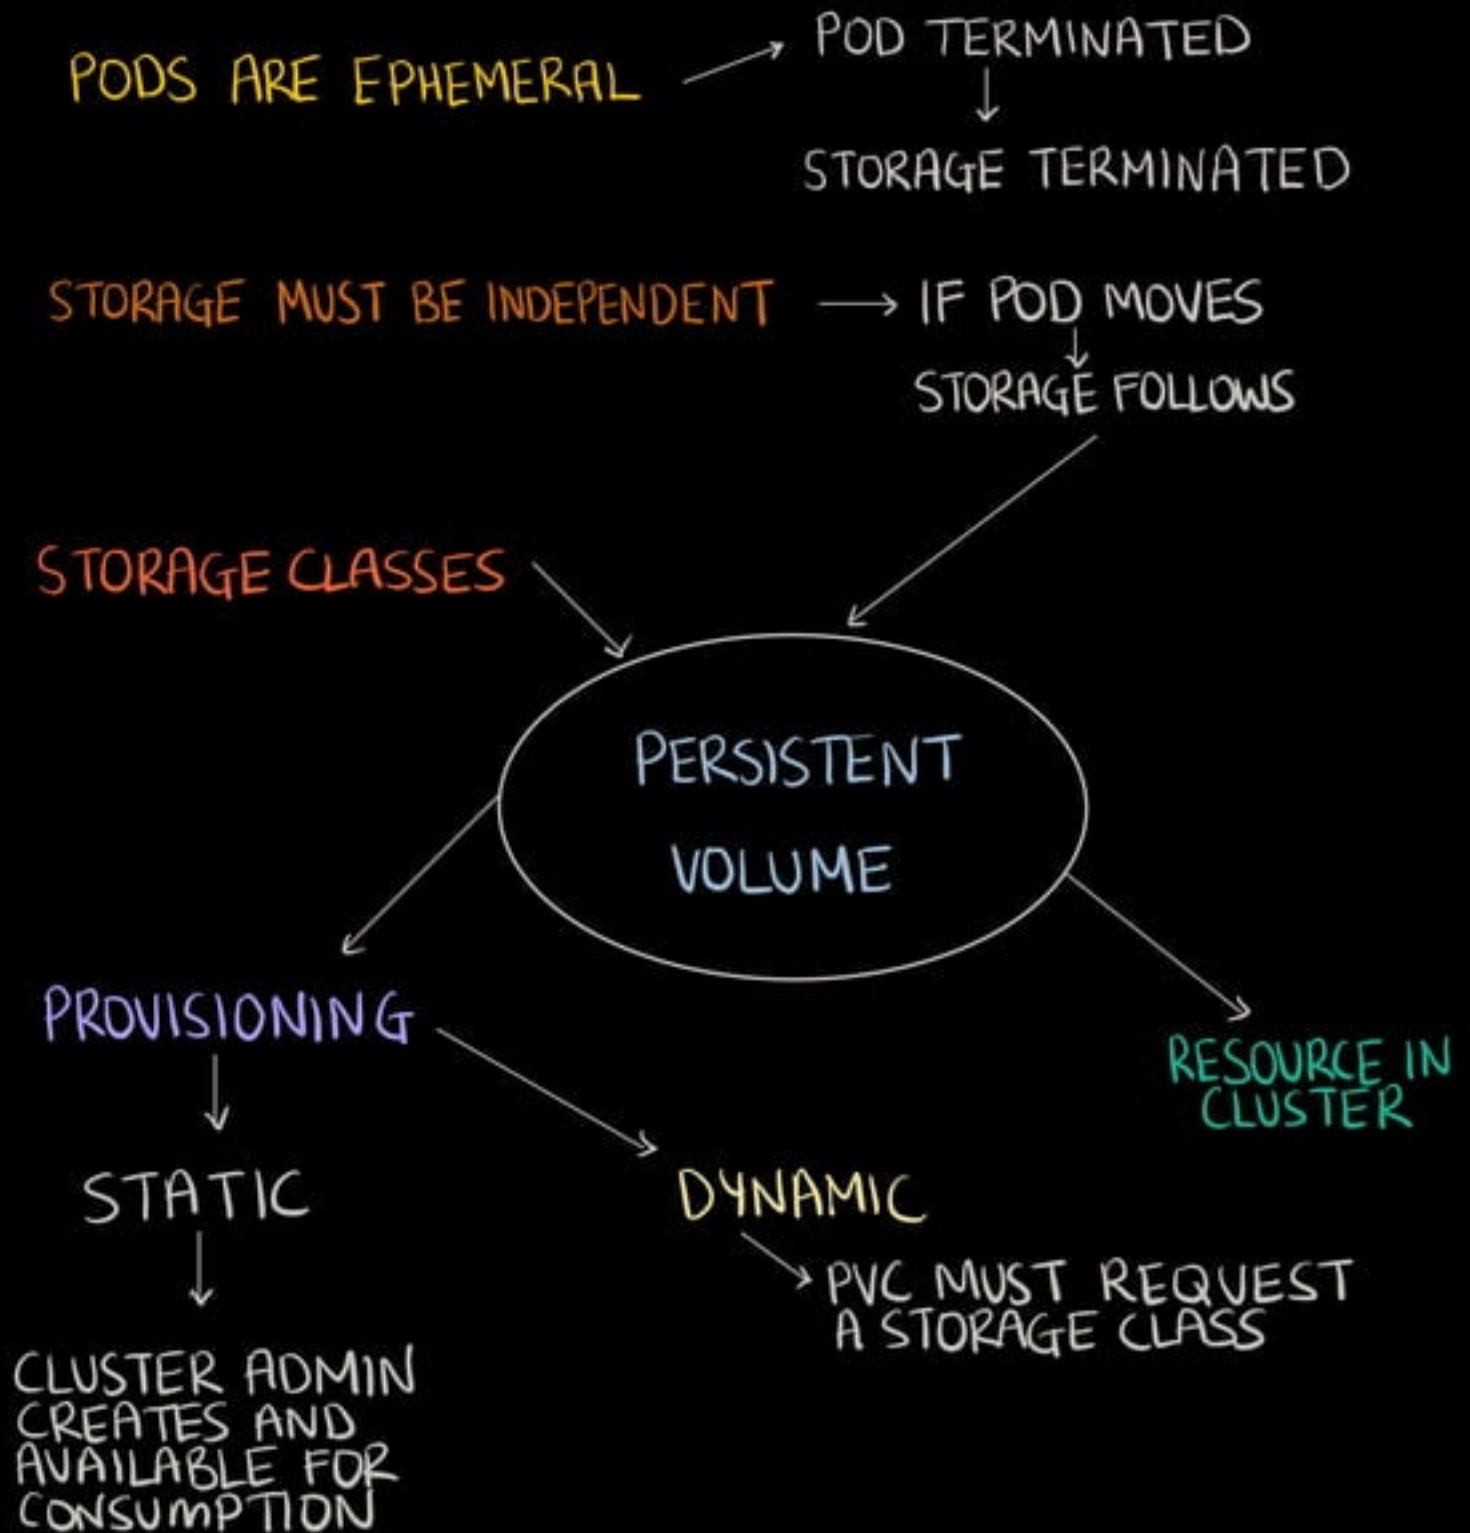 PODS ARE EPHEMERAL
POD TERMINATED
STORAGE TERMINATED
STORAGE MUST BE INDEPENDENT
IF POD MOVES
STORAGE FOLLOWS
STORAGE CLASSES
PERSISTENT
VOLUME
PROVISIONING
RESOURCE IN
CLUSTER
STATIC
DYNAMIC
PVC MUST REQUEST
A STORAGE CLASS
CLUSTER ADMIN
CREATES AND
AVAILABLE FOR
CONSUMPTION